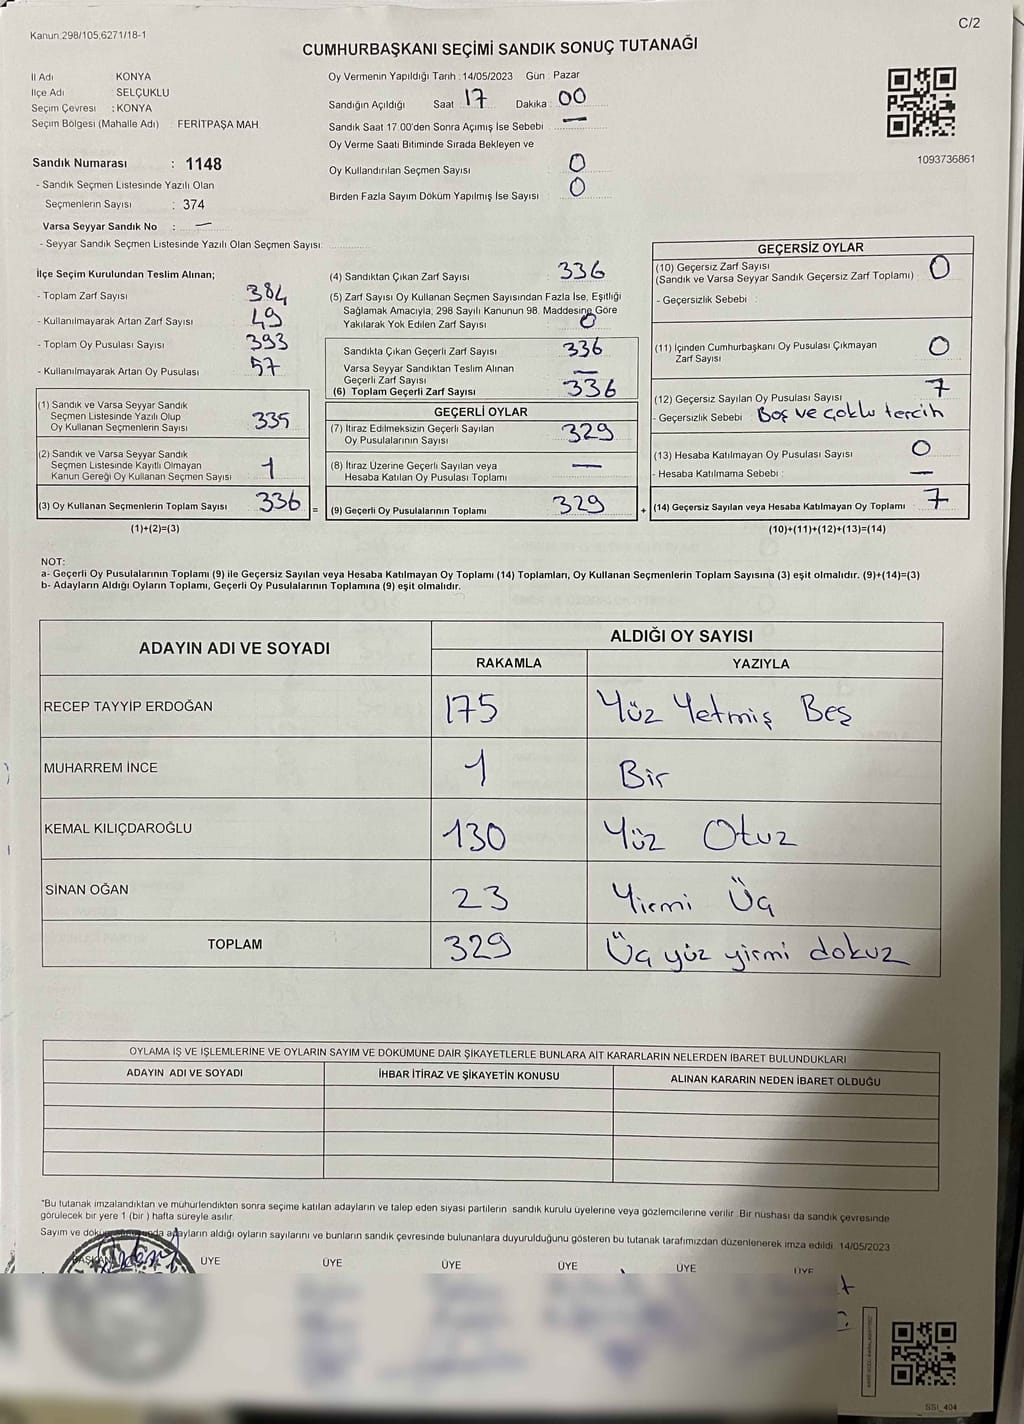 Kanun:298/105,6271/18-1
C/2
CUMHURBAŞKANI SEÇİMİ SANDIK SONUÇ TUTANAĞI
İl Adı KONYA
İlçe Adı SELÇUKLU
Seçim Çevresi : KONYA
Seçim Bölgesi (Mahalle Adı) : FERİTPAŞA MAH.
Sandık Numarası : 1148
- Sandık Seçmen Listesinde Yazılı Olan
Seçmenlerin Sayısı : 374
Varsa Seyyar Sandık No : —
- Seyyar Sandık Seçmen Listesinde Yazılı Olan Seçmen Sayısı:
Oy Vermenin Yapıldığı Tarih : 14/05/2023 Gün : Pazar
Sandığın Açıldığı Saat : 17 Dakika : 00
Sandık Saat 17.00'den Sonra Açımış İse Sebebi : —
Oy Verme Saati Bitiminde Sırada Bekleyen ve
Oy Kullandırılan Seçmen Sayısı : 0
Birden Fazla Sayım Döküm Yapılmış İse Sayısı : 0
1093736861
İlçe Seçim Kurulundan Teslim Alınan;
- Toplam Zarf Sayısı : 384
- Kullanılmayarak Artan Zarf Sayısı : 49
- Toplam Oy Pusulası Sayısı : 393
- Kullanılmayarak Artan Oy Pusulası : 57
(1) Sandık ve Varsa Seyyar Sandık
Seçmen Listesinde Yazılı Olup
Oy Kullanan Seçmenlerin Sayısı : 335
(2) Sandık ve Varsa Seyyar Sandık
Seçmen Listesinde Kayıtlı Olmayan
Kanun Gereği Oy Kullanan Seçmen Sayısı : 1
(3) Oy Kullanan Seçmenlerin Toplam Sayısı : 336
(1)+(2)=(3)
(4) Sandıktan Çıkan Zarf Sayısı : 336
(5) Zarf Sayısı Oy Kullanan Seçmen Sayısından Fazla İse, Eşitliği
Sağlamak Amacıyla, 298 Sayılı Kanunun 98. Maddesine Göre
Yakılarak Yok Edilen Zarf Sayısı : 0
Sandıkta Çıkan Geçerli Zarf Sayısı : 336
Varsa Seyyar Sandıktan Teslim Alınan
Geçerli Zarf Sayısı : —
(6) Toplam Geçerli Zarf Sayısı : 336
GEÇERLİ OYLAR
(7) İtiraz Edilmeksizin Geçerli Sayılan
Oy Pusulalarının Sayısı : 329
(8) İtiraz Üzerine Geçerli Sayılan veya
Hesaba Katılan Oy Pusulası Toplamı : —
= (9) Geçerli Oy Pusulalarının Toplamı : 329
GEÇERSİZ OYLAR
(10) Geçersiz Zarf Sayısı
(Sandık ve Varsa Seyyar Sandık Geçersiz Zarf Toplamı) : 0
- Geçersizlik Sebebi :
(11) İçinden Cumhurbaşkanı Oy Pusulası Çıkmayan
Zarf Sayısı : 0
(12) Geçersiz Sayılan Oy Pusulası Sayısı : 7
- Geçersizlik Sebebi : Boş ve çoklu tercih
(13) Hesaba Katılmayan Oy Pusulası Sayısı : 0
- Hesaba Katılmama Sebebi : —
+ (14) Geçersiz Sayılan veya Hesaba Katılmayan Oy Toplamı : 7
(10)+(11)+(12)+(13)=(14)
NOT:
a- Geçerli Oy Pusulalarının Toplamı (9) ile Geçersiz Sayılan veya Hesaba Katılmayan Oy Toplamı (14) Toplamları, Oy Kullanan Seçmenlerin Toplam Sayısına (3) eşit olmalıdır. (9)+(14)=(3)
b- Adayların Aldığı Oyların Toplamı, Geçerli Oy Pusulalarının Toplamına (9) eşit olmalıdır.
ADAYIN ADI VE SOYADI ALDIĞI OY SAYISI
RAKAMLA YAZIYLA
RECEP TAYYİP ERDOĞAN 175 Yüz Yetmiş Beş
MUHARREM İNCE 1 Bir
KEMAL KILIÇDAROĞLU 130 Yüz Otuz
SİNAN OĞAN 23 Yirmi Üç
TOPLAM 329 Üç yüz yirmi dokuz
OYLAMA İŞ VE İŞLEMLERİNE VE OYLARIN SAYIM VE DÖKÜMÜNE DAİR ŞİKAYETLERLE BUNLARA AİT KARARLARIN NELERDEN İBARET BULUNDUKLARI
ADAYIN ADI VE SOYADI İHBAR İTİRAZ VE ŞİKAYETİN KONUSU ALINAN KARARIN NEDEN İBARET OLDUĞU
*Bu tutanak imzalandıktan ve mühürlendikten sonra seçime katılan adayların ve talep eden siyasi partilerin sandık kurulu üyelerine veya gözlemcilerine verilir. Bir nüshası da sandık çevresinde
görülecek bir yere 1 (bir ) hafta süreyle asılır.
Sayım ve adayların aldığı oyların sayılarını ve bunların sandık çevresinde bulunanlara duyurulduğunu gösteren bu tutanak tarafımızdan düzenlenerek imza edildi. 14/05/2023
BAŞKAN ÜYE ÜYE ÜYE ÜYE ÜYE ÜYE
SSI_404